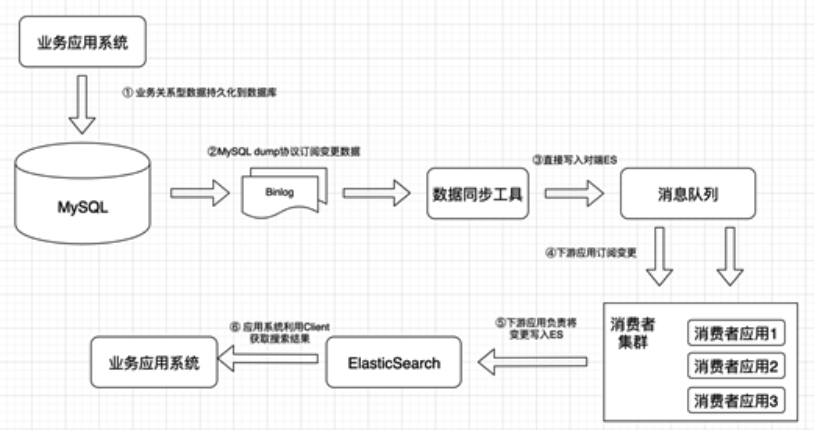 业务应用系统
① 业务关系型数据持久化到数据库
②MySQL dump协议订阅变更数据
③直接写入对端ES
MySQL
Binlog
数据同步工具
消息队列
④下游应用订阅变更
⑥ 应用系统利用Client
获取搜索结果
⑤下游应用负责将
变更写入ES
消费者
集群
消费者应用1
消费者应用2
消费者应用3
业务应用系统
ElasticSearch